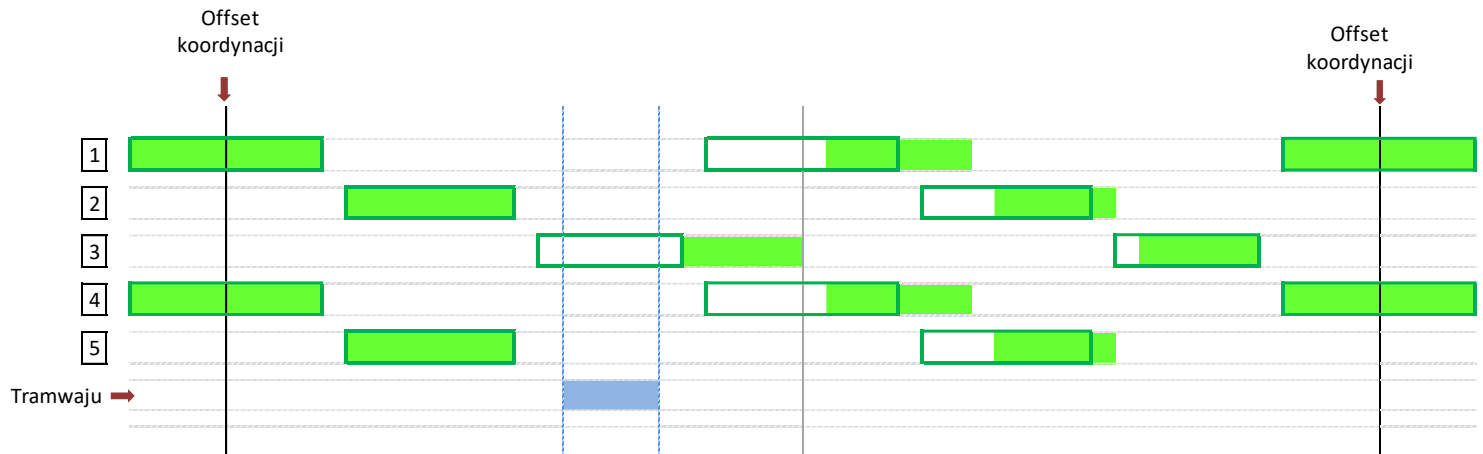 Offset
koordynacji
Offset
koordynacji
1
2
3
4
5
Tramwaju